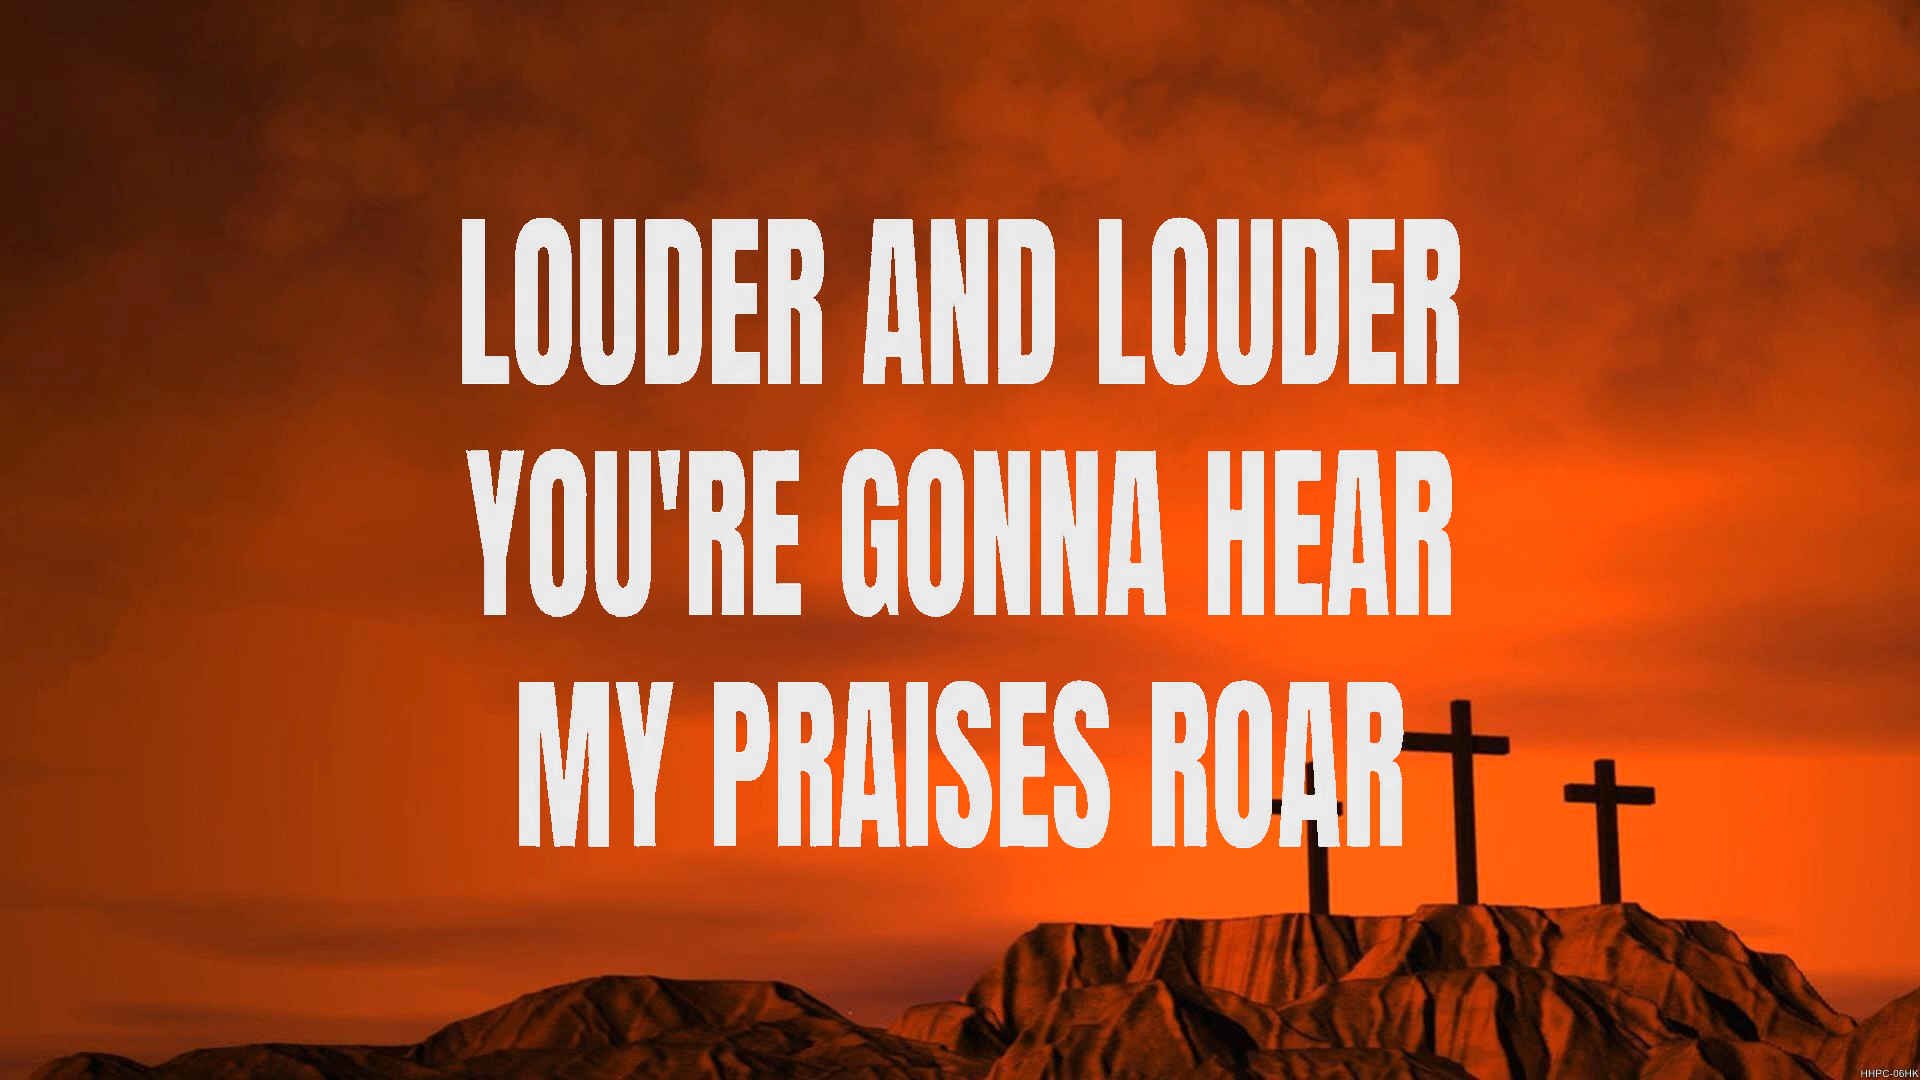 LOUDER AND LOUDER
YOU'RE GONNA HEAR
MY PRAISES ROAR
HHPC-06HK